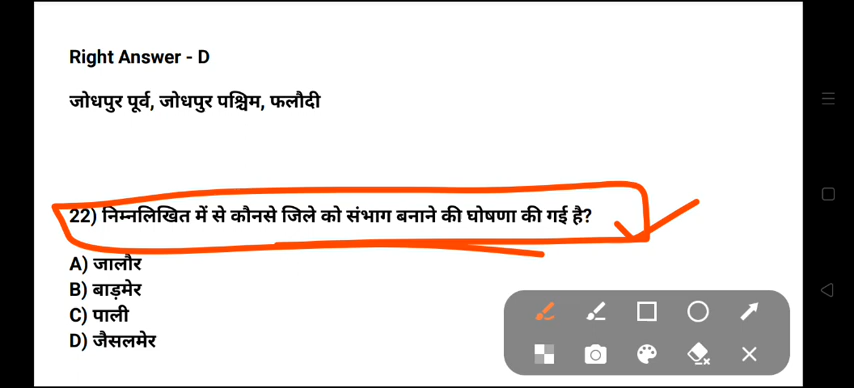 Right Answer - D
जोधपुर पूर्व, जोधपुर पश्चिम, फलौदी
22) निम्नलिखित में से कौनसे जिले को संभाग बनाने की घोषणा की गई है?
A) जालौर
B) बाड़मेर
C) पाली
D) जैसलमेर